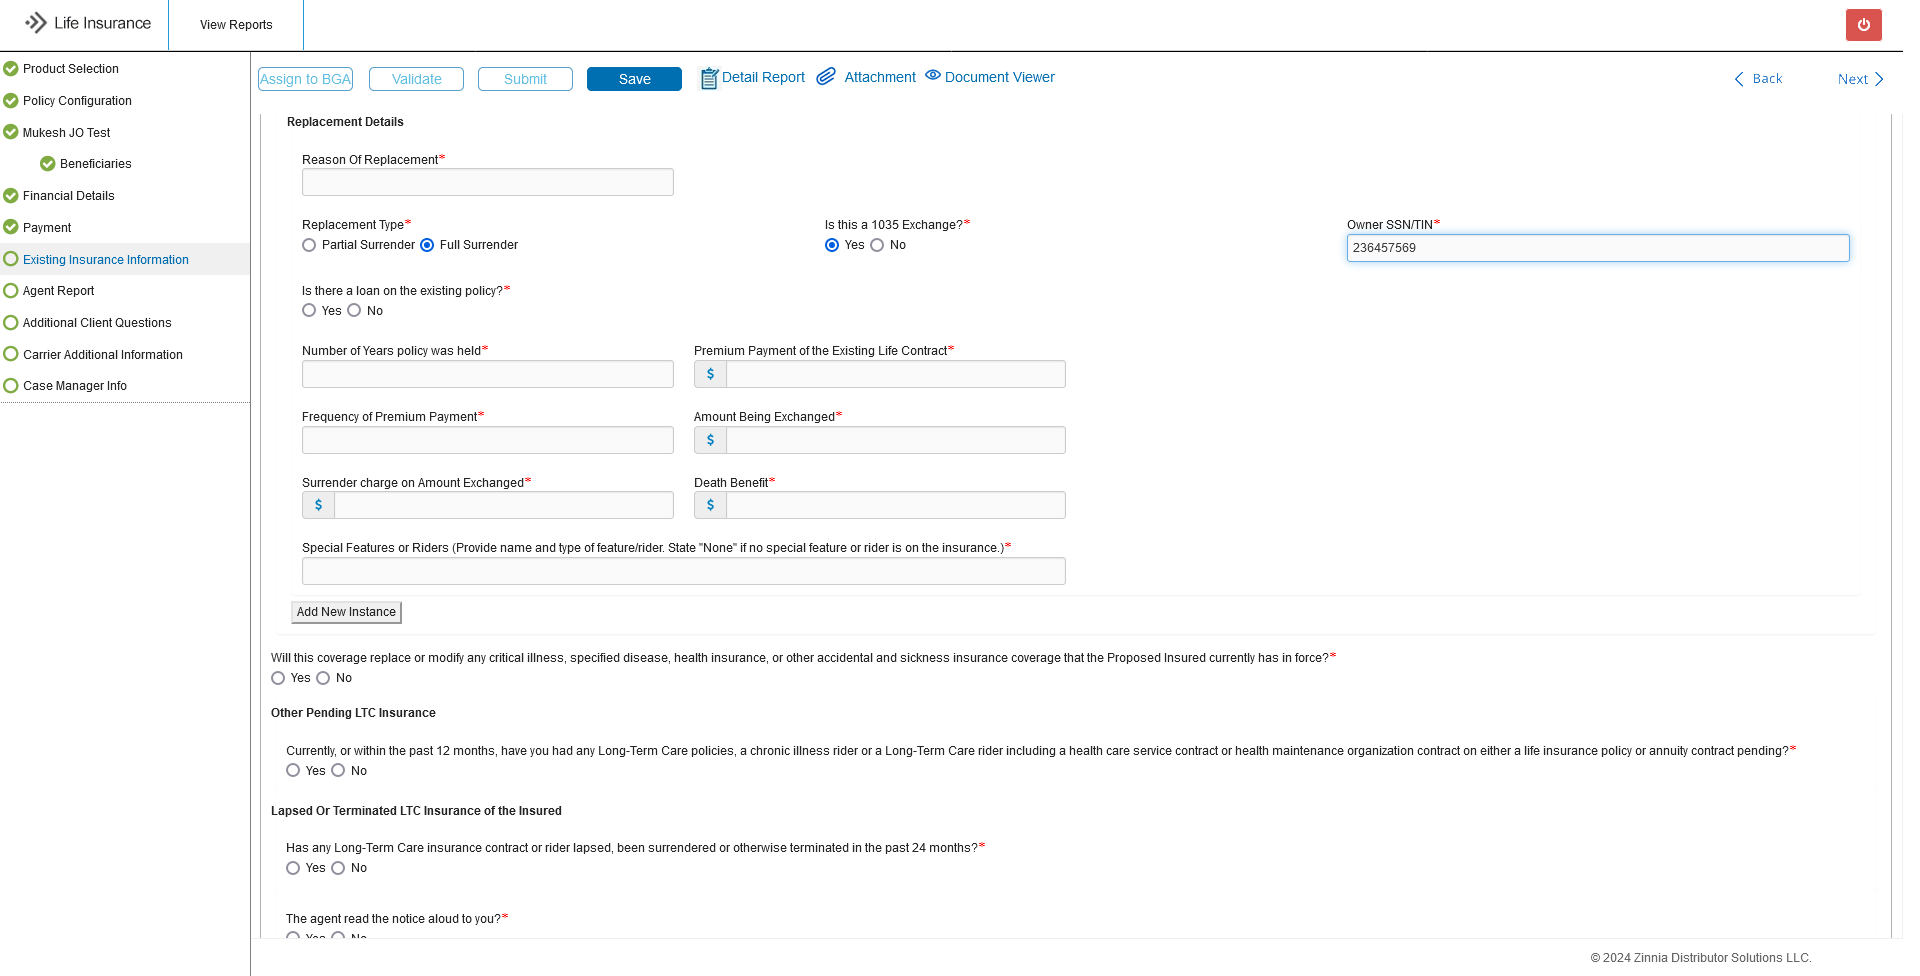 Life Insurance
View Reports
Product Selection
Policy Configuration
Mukesh JO Test
Beneficiaries
Financial Details
Payment
Existing Insurance Information
Agent Report
Additional Client Questions
Carrier Additional Information
Case Manager Info
Assign to BGA
Validate
Submit
Save
Detail Report
Attachment
Document Viewer
Back
Next
Replacement Details
Reason Of Replacement*
Replacement Type*
Partial Surrender Full Surrender
Is this a 1035 Exchange?*
Yes No
Owner SSN/TIN*
236457569
Is there a loan on the existing policy?*
Yes No
Number of Years policy was held*
Premium Payment of the Existing Life Contract*
$
Frequency of Premium Payment*
Amount Being Exchanged*
$
Surrender charge on Amount Exchanged*
$
Death Benefit*
$
Special Features or Riders (Provide name and type of feature/rider. State "None" if no special feature or rider is on the insurance.)*
Add New Instance
Will this coverage replace or modify any critical illness, specified disease, health insurance, or other accidental and sickness insurance coverage that the Proposed Insured currently has in force?*
Yes No
Other Pending LTC Insurance
Currently, or within the past 12 months, have you had any Long-Term Care policies, a chronic illness rider or a Long-Term Care rider including a health care service contract or health maintenance organization contract on either a life insurance policy or annuity contract pending?*
Yes No
Lapsed Or Terminated LTC Insurance of the Insured
Has any Long-Term Care insurance contract or rider lapsed, been surrendered or otherwise terminated in the past 24 months?*
Yes No
The agent read the notice aloud to you?*
Yes No
© 2024 Zinnia Distributor Solutions LLC.